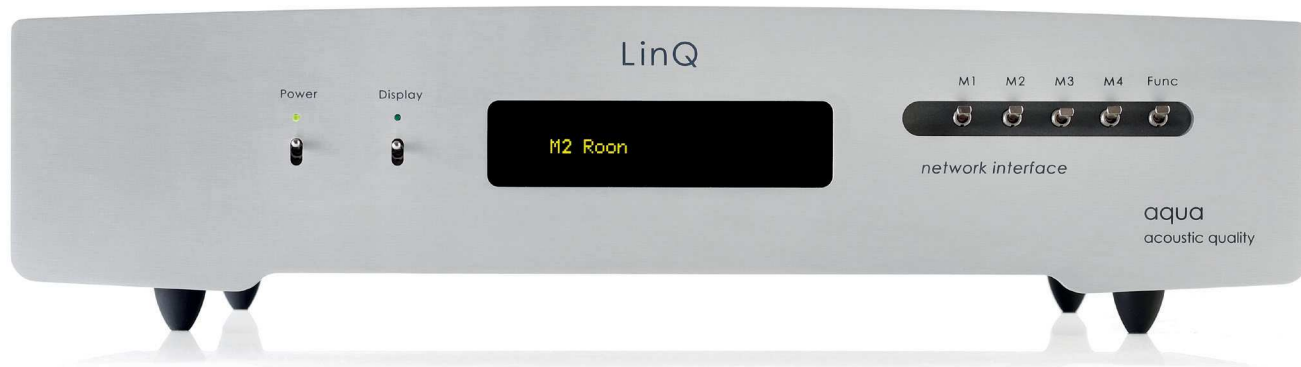 LinQ
Power
Display
M2 Roon
M1 M2 M3 M4 Func
network interface
aqua
acoustic quality